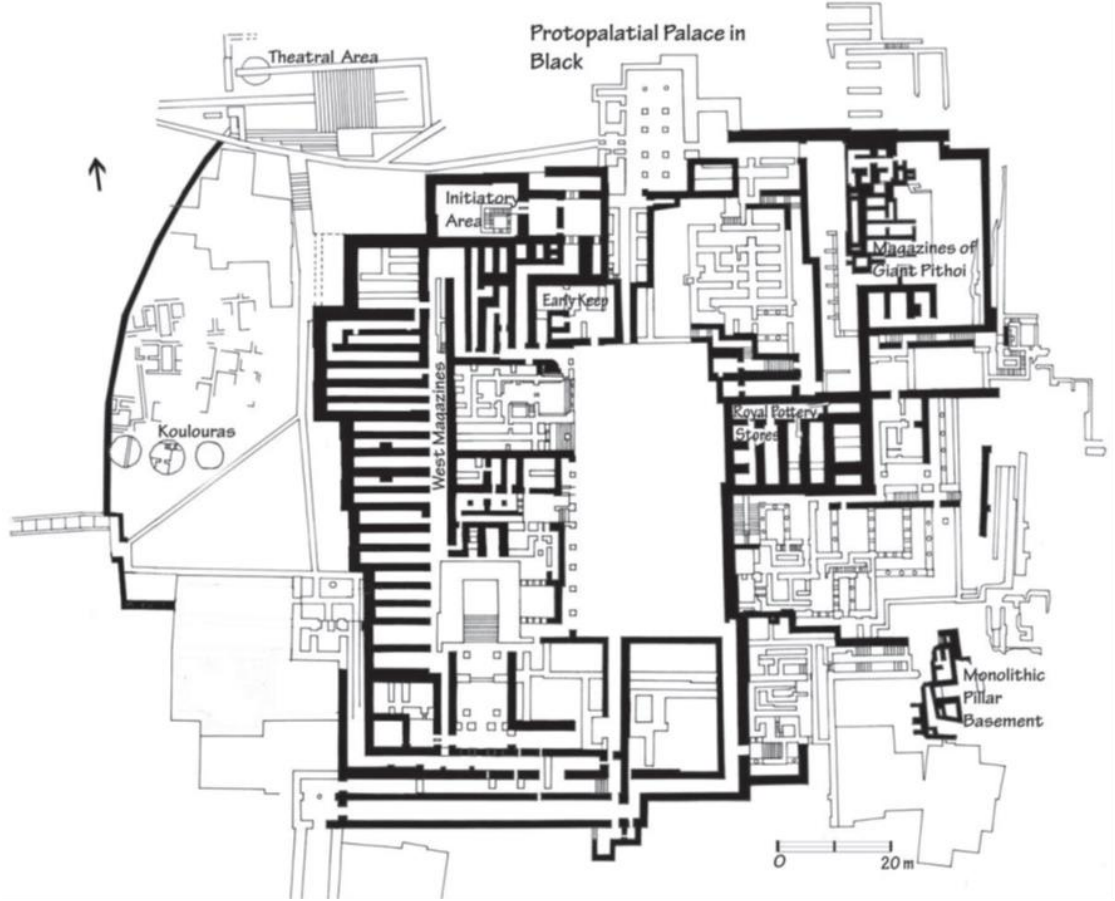 Protopalatial Palace in
Black
Theatral Area
Initiatory
Area
Magazines of
Giant Pithoi
Early Keep
West Magazines
Royal Pottery
Stores
Koulouras
Monolithic
Pillar
Basement
0
20 m